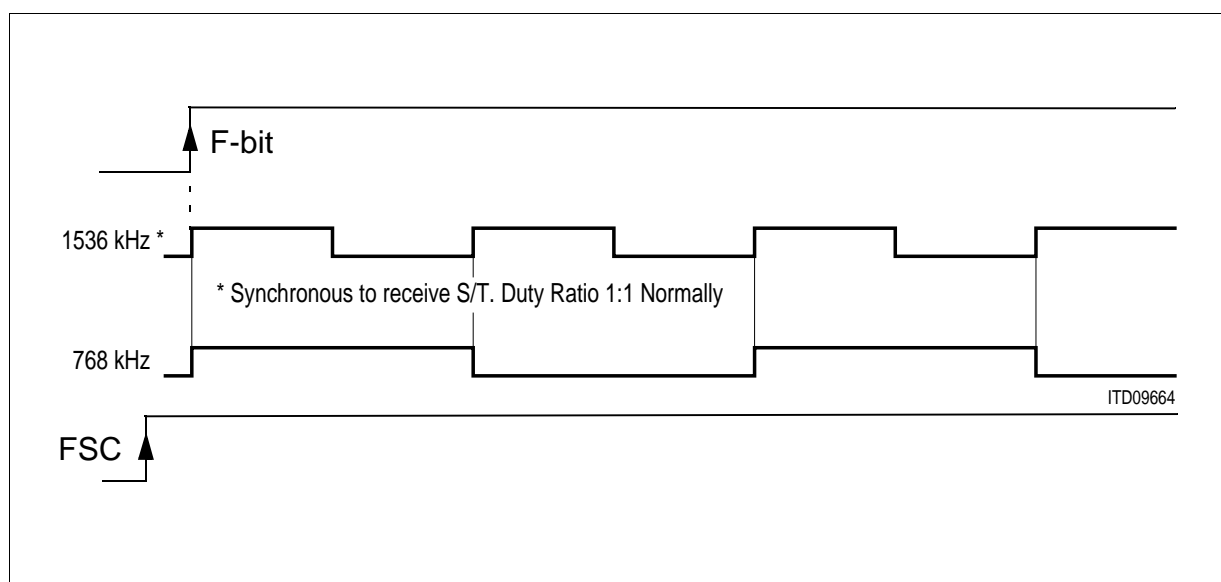 F-bit
1536 kHz *
* Synchronous to receive S/T. Duty Ratio 1:1 Normally
768 kHz
ITD09664
FSC